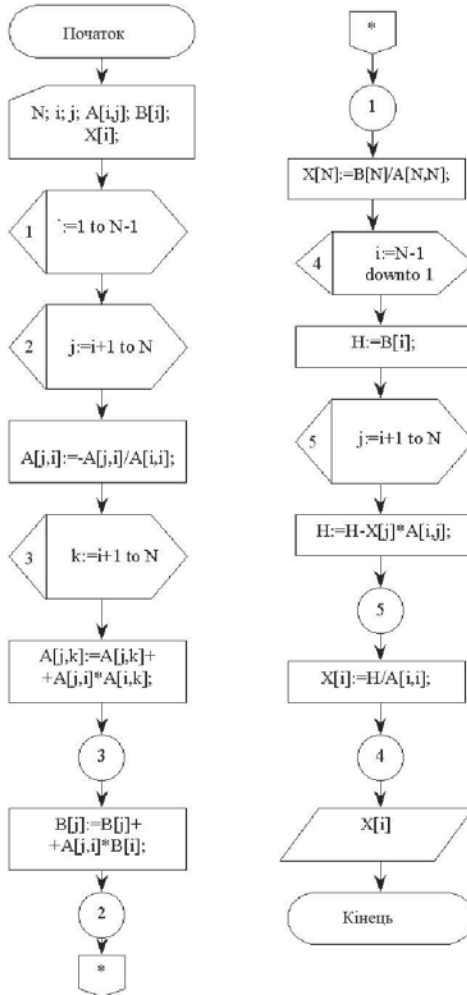 Початок
N; i; j; A[i,j]; B[i];
X[i];
1
:=1 to N-1
2
j:=i+1 to N
A[j,i]:=-A[j,i]/A[i,i];
3
k:=i+1 to N
A[j,k]:=A[j,k]+
+A[j,i]*A[i,k];
3
B[j]:=B[j]+
+A[j,i]*B[i];
2
*
*
1
X[N]:=B[N]/A[N,N];
4
i:=N-1
downto 1
H:=B[i];
5
j:=i+1 to N
H:=H-X[j]*A[i,j];
5
X[i]:=H/A[i,i];
4
X[i]
Кінець